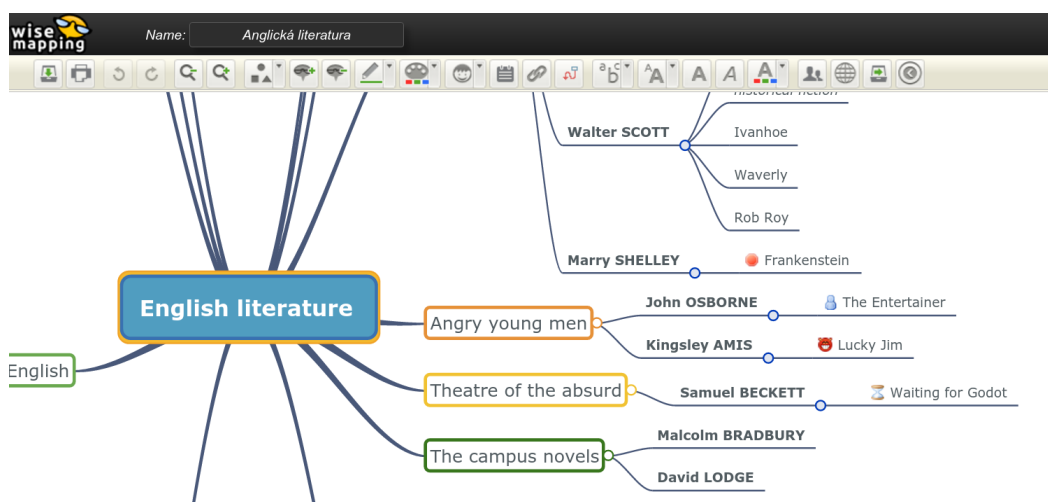 wise
mapping
Name:
Anglická literatura
historical fiction
Walter SCOTT
Ivanhoe
Waverly
Rob Roy
Marry SHELLEY
Frankenstein
English literature
John OSBORNE
The Entertainer
Angry young men
Kingsley AMIS
Lucky Jim
English
Theatre of the absurd
Samuel BECKETT
Waiting for Godot
Malcolm BRADBURY
The campus novels
David LODGE